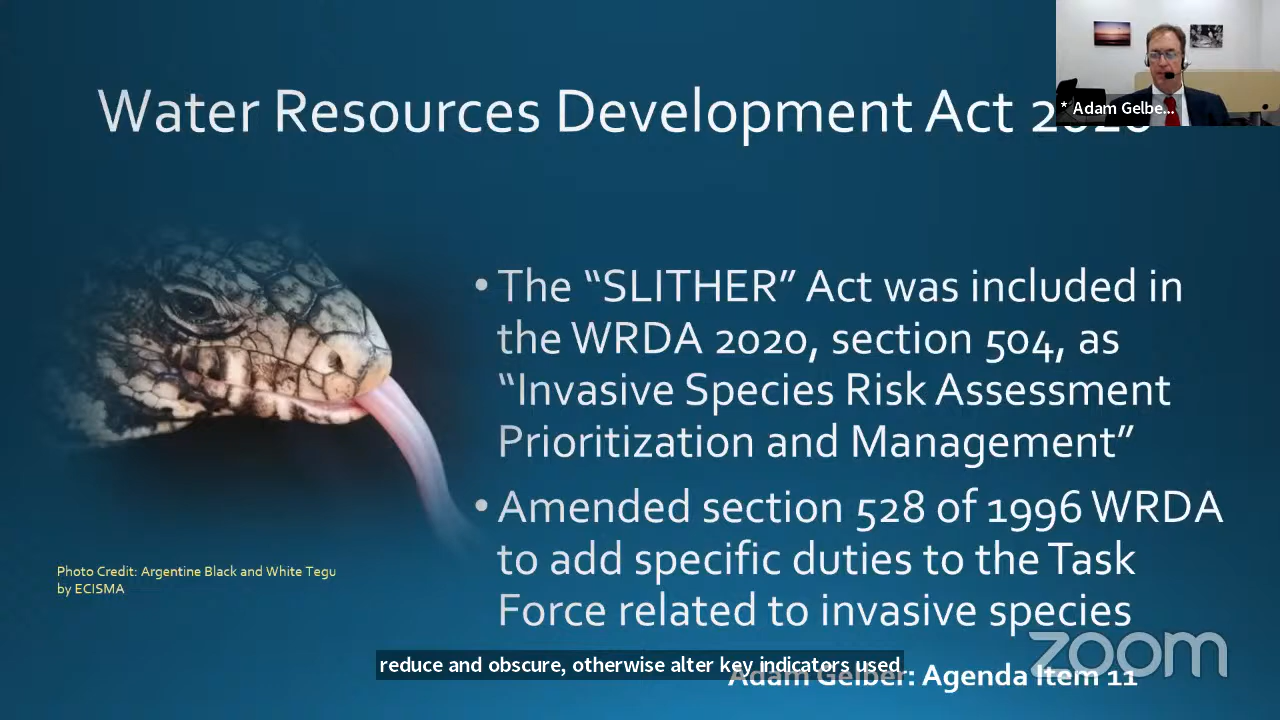 Water Resources Development Act 2020
* Adam Gelbe...
• The “SLITHER” Act was included in
the WRDA 2020, section 504, as
“Invasive Species Risk Assessment
Prioritization and Management”
• Amended section 528 of 1996 WRDA
to add specific duties to the Task
Force related to invasive species
Photo Credit: Argentine Black and White Tegu
by ECISMA
reduce and obscure, otherwise alter key indicators used
Adam Gelber: Agenda Item 11
zoom